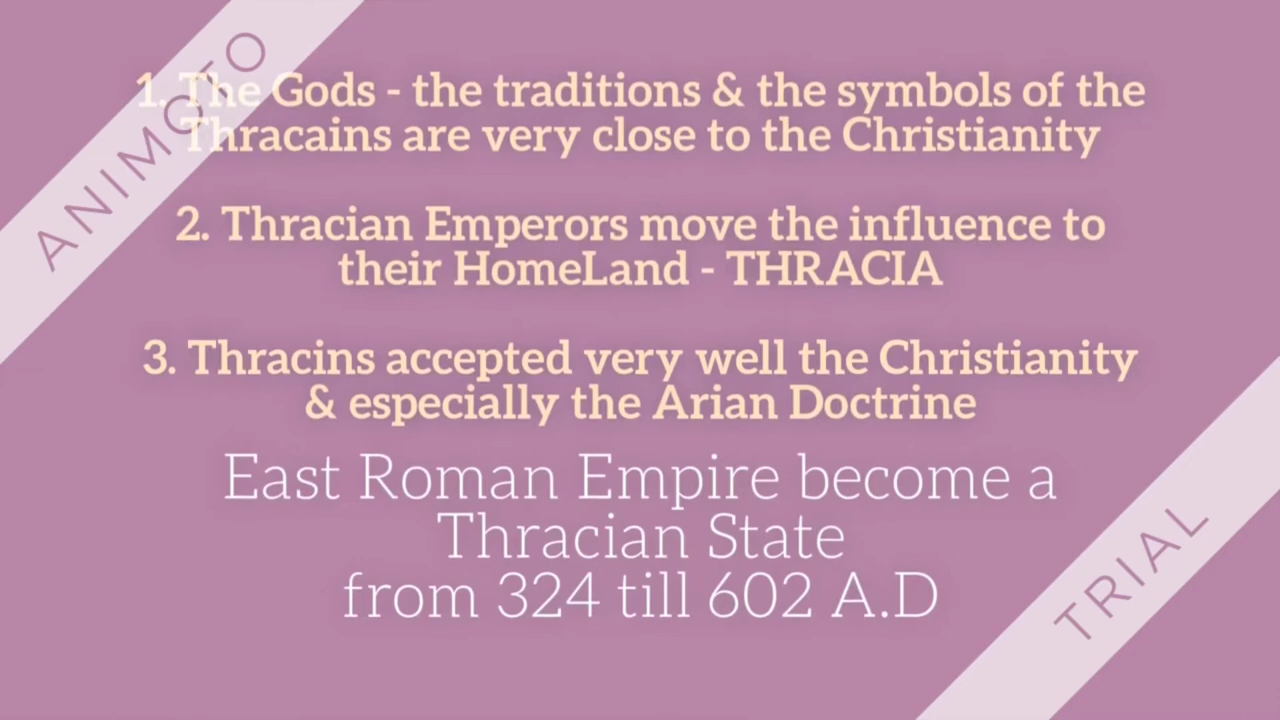 ANIMOTO
1. The Gods - the traditions & the symbols of the
Thracains are very close to the Christianity
2. Thracian Emperors move the influence to
their HomeLand - THRACIA
3. Thracins accepted very well the Christianity
& especially the Arian Doctrine
East Roman Empire become a
Thracian State
from 324 till 602 A.D
TRIAL